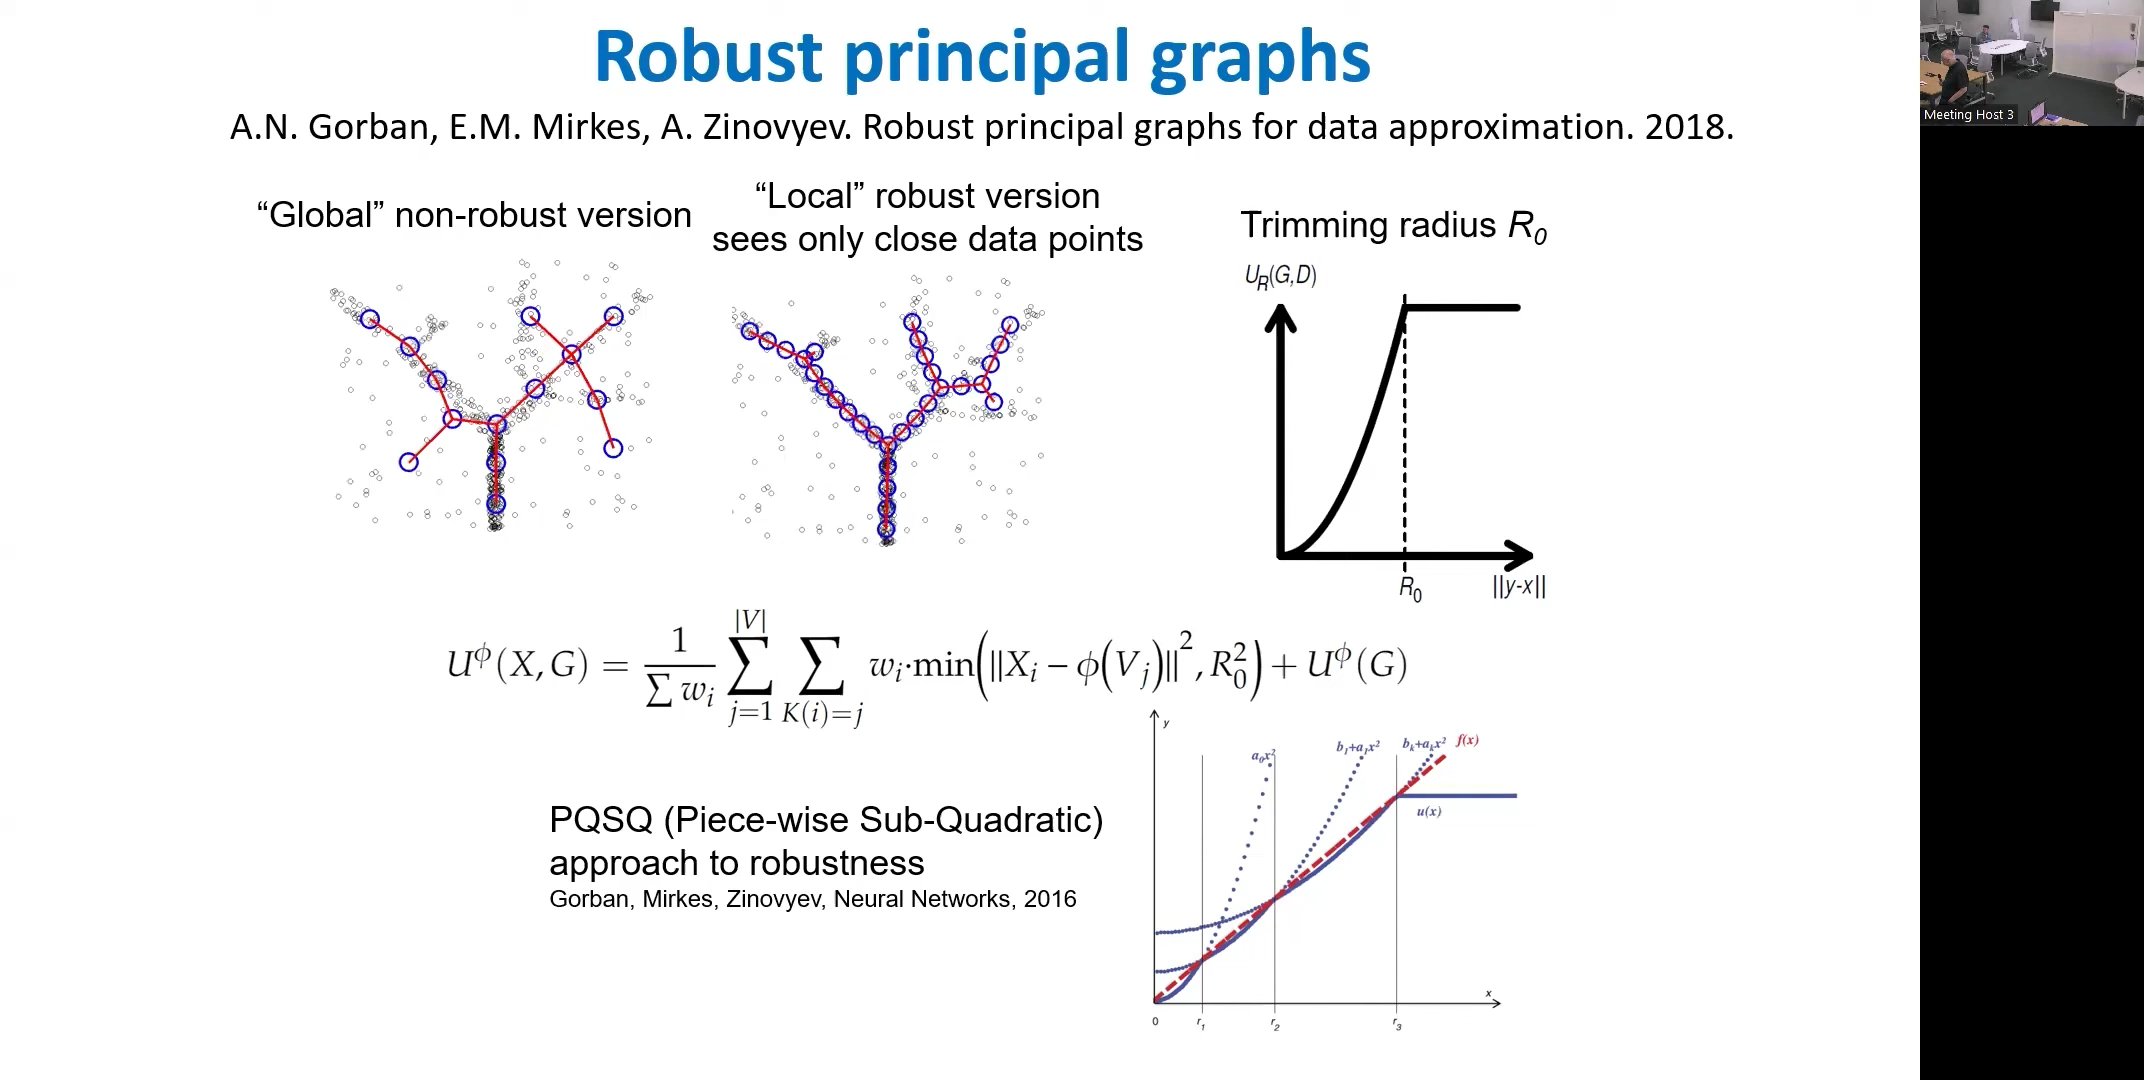 Robust principal graphs
A.N. Gorban, E.M. Mirkes, A. Zinovyev. Robust principal graphs for data approximation. 2018.
“Global” non-robust version
“Local” robust version
sees only close data points
Trimming radius R₀
U_R(G,D)
R₀
||y-x||
U^ϕ(X,G) = 1/∑w_i ∑_{j=1}^{|V|} ∑_{K(i)=j} w_i·min(‖X_i − ϕ(V_j)‖², R₀²) + U^ϕ(G)
PQSQ (Piece-wise Sub-Quadratic)
approach to robustness
Gorban, Mirkes, Zinovyev, Neural Networks, 2016
y
a₀x²
b₁+a₁x²
b_k+a_kx²
f(x)
u(x)
x
0
r₁
r₂
r₃
Meeting Host 3